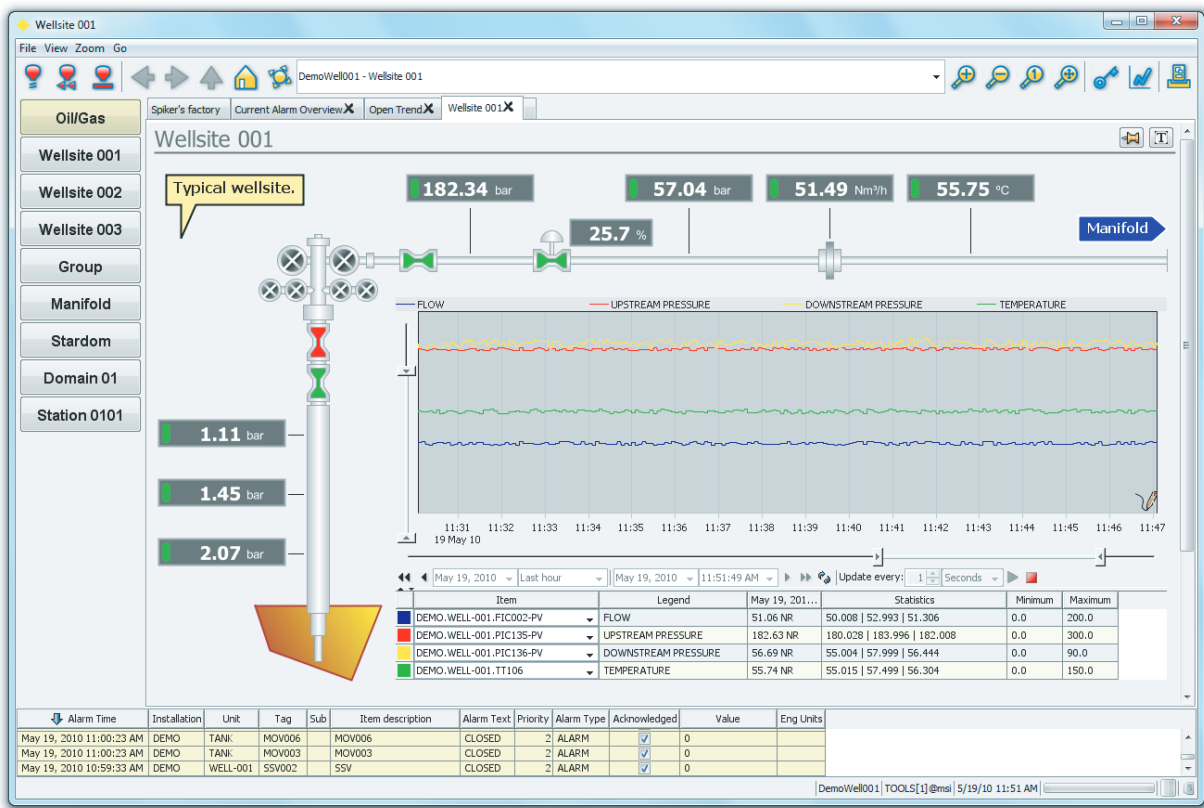 Wellsite 001
File View Zoom Go
DemoWell001 - Wellsite 001
Spiker's factory Current Alarm Overview Open Trend Wellsite 001
Oil/Gas
Wellsite 001
Wellsite 002
Wellsite 003
Group
Manifold
Stardom
Domain 01
Station 0101
Wellsite 001
T
Typical wellsite.
182.34 bar 57.04 bar 51.49 Nm³/h 55.75 ºC
25.7 %
Manifold
FLOW UPSTREAM PRESSURE DOWNSTREAM PRESSURE TEMPERATURE
1.11 bar
1.45 bar
2.07 bar
11:31 11:32 11:33 11:34 11:35 11:36 11:37 11:38 11:39 11:40 11:41 11:42 11:43 11:44 11:45 11:46 11:47
19 May 10
May 19, 2010 Last hour May 19, 2010 11:51:49 AM Update every: 1 Seconds
Item Legend May 19, 201... Statistics Minimum Maximum
DEMO.WELL-001.FIC002-PV FLOW 51.06 NR 50.008 | 52.993 | 51.306 0.0 200.0
DEMO.WELL-001.PIC135-PV UPSTREAM PRESSURE 182.63 NR 180.028 | 183.996 | 182.008 0.0 300.0
DEMO.WELL-001.PIC136-PV DOWNSTREAM PRESSURE 56.69 NR 55.004 | 57.999 | 56.444 0.0 90.0
DEMO.WELL-001.TT106 TEMPERATURE 55.74 NR 55.015 | 57.499 | 56.304 0.0 150.0
Alarm Time Installation Unit Tag Sub Item description Alarm Text Priority Alarm Type Acknowledged Value Eng Units
May 19, 2010 11:00:23 AM DEMO TANK MOV006 MOV006 CLOSED 2 ALARM 0
May 19, 2010 11:00:23 AM DEMO TANK MOV003 MOV003 CLOSED 2 ALARM 0
May 19, 2010 10:59:33 AM DEMO WELL-001 SSV002 SSV CLOSED 2 ALARM 0
DemoWell001 TOOLS[1]@msi 5/19/10 11:51 AM